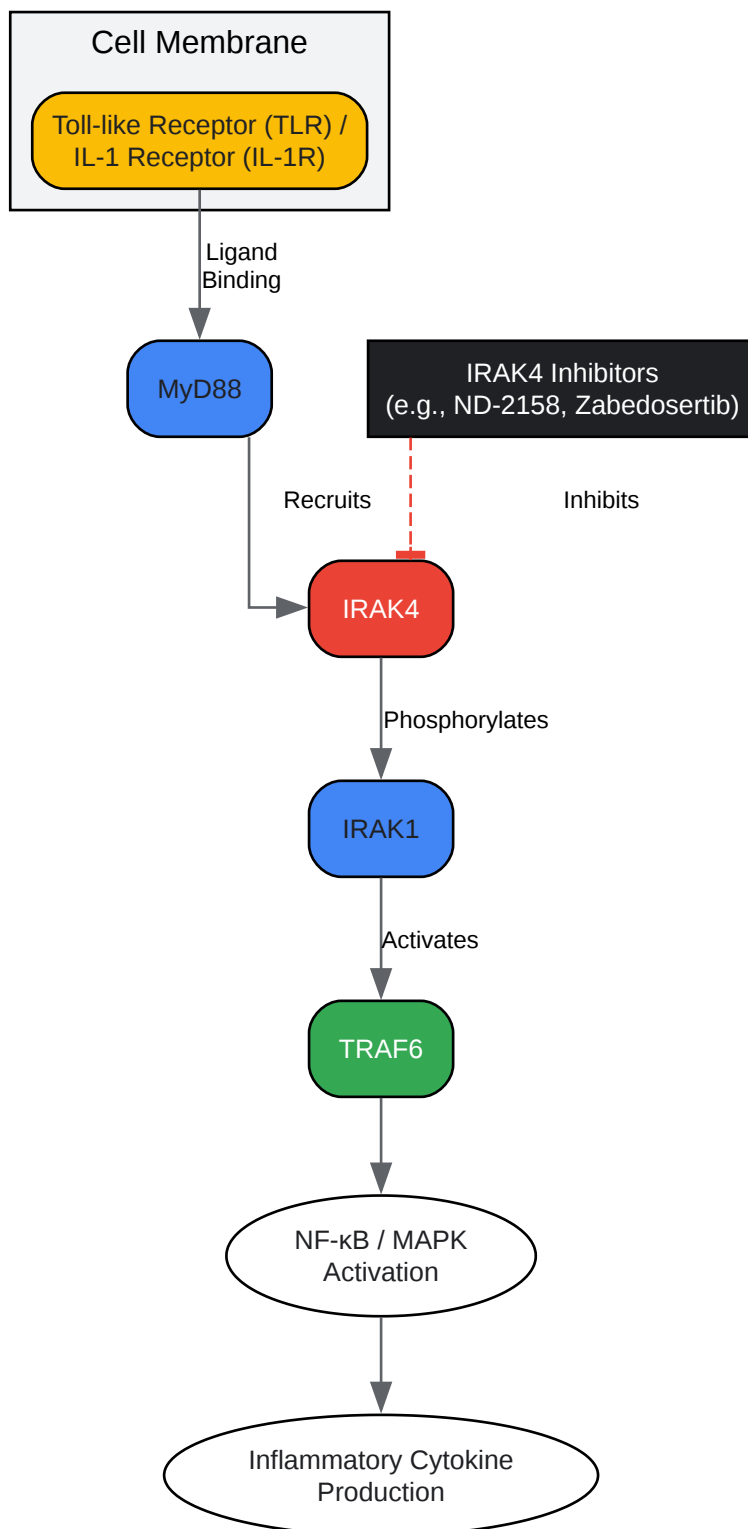 Cell Membrane
Toll-like Receptor (TLR) /
IL-1 Receptor (IL-1R)
Ligand
Binding
MyD88
IRAK4 Inhibitors
(e.g., ND-2158, Zabedosertib)
Recruits
Inhibits
IRAK4
Phosphorylates
IRAK1
Activates
TRAF6
NF-κB / MAPK
Activation
Inflammatory Cytokine
Production